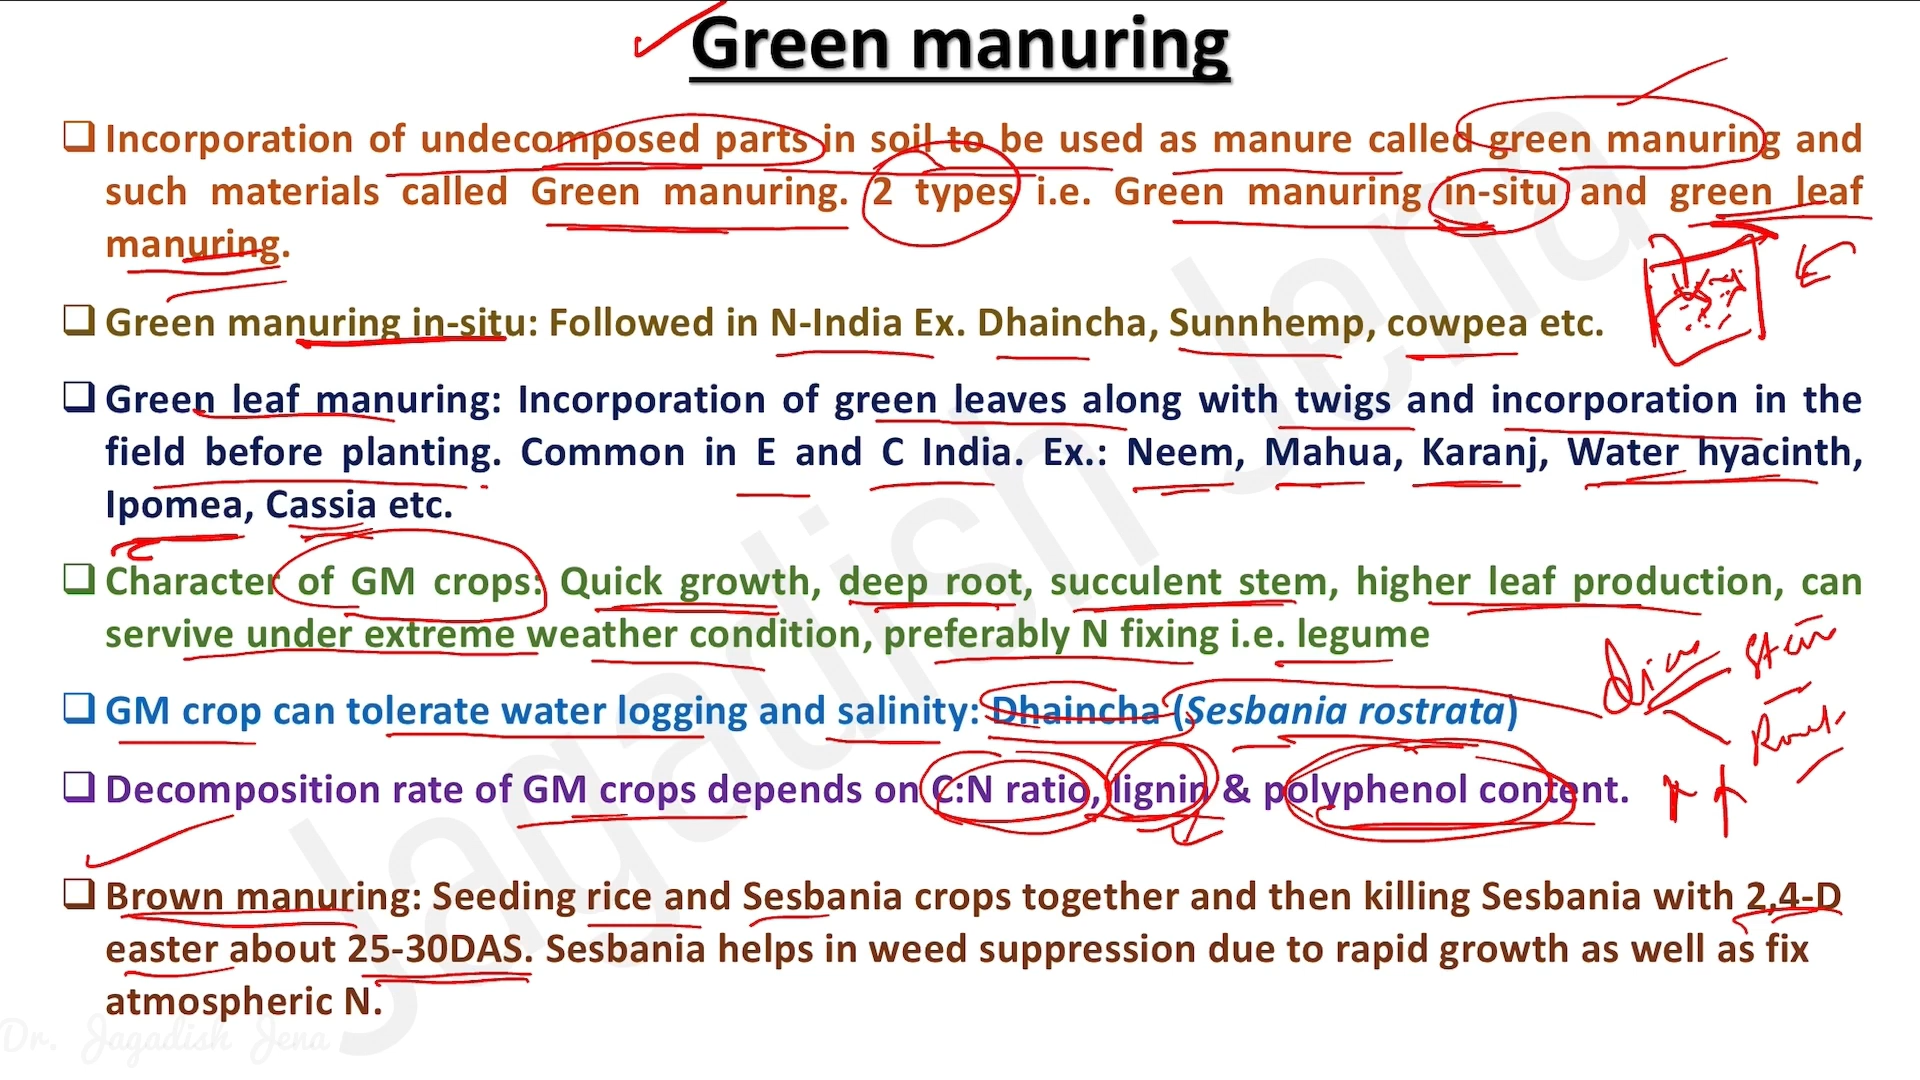 Green manuring
❑ Incorporation of undecomposed parts in soil to be used as manure called green manuring and
such materials called Green manuring. 2 types i.e. Green manuring in-situ and green leaf
manuring.
❑ Green manuring in-situ: Followed in N-India Ex. Dhaincha, Sunnhemp, cowpea etc.
❑ Green leaf manuring: Incorporation of green leaves along with twigs and incorporation in the
field before planting. Common in E and C India. Ex.: Neem, Mahua, Karanj, Water hyacinth,
Ipomea, Cassia etc.
❑ Character of GM crops: Quick growth, deep root, succulent stem, higher leaf production, can
servive under extreme weather condition, preferably N fixing i.e. legume
Stem
❑ GM crop can tolerate water logging and salinity: Dhaincha (Sesbania rostrata)
Root
❑ Decomposition rate of GM crops depends on C:N ratio, lignin & polyphenol content.
❑ Brown manuring: Seeding rice and Sesbania crops together and then killing Sesbania with 2,4-D
easter about 25-30DAS. Sesbania helps in weed suppression due to rapid growth as well as fix
atmospheric N.
Jagadish Jena
Dr. Jagadish Jena